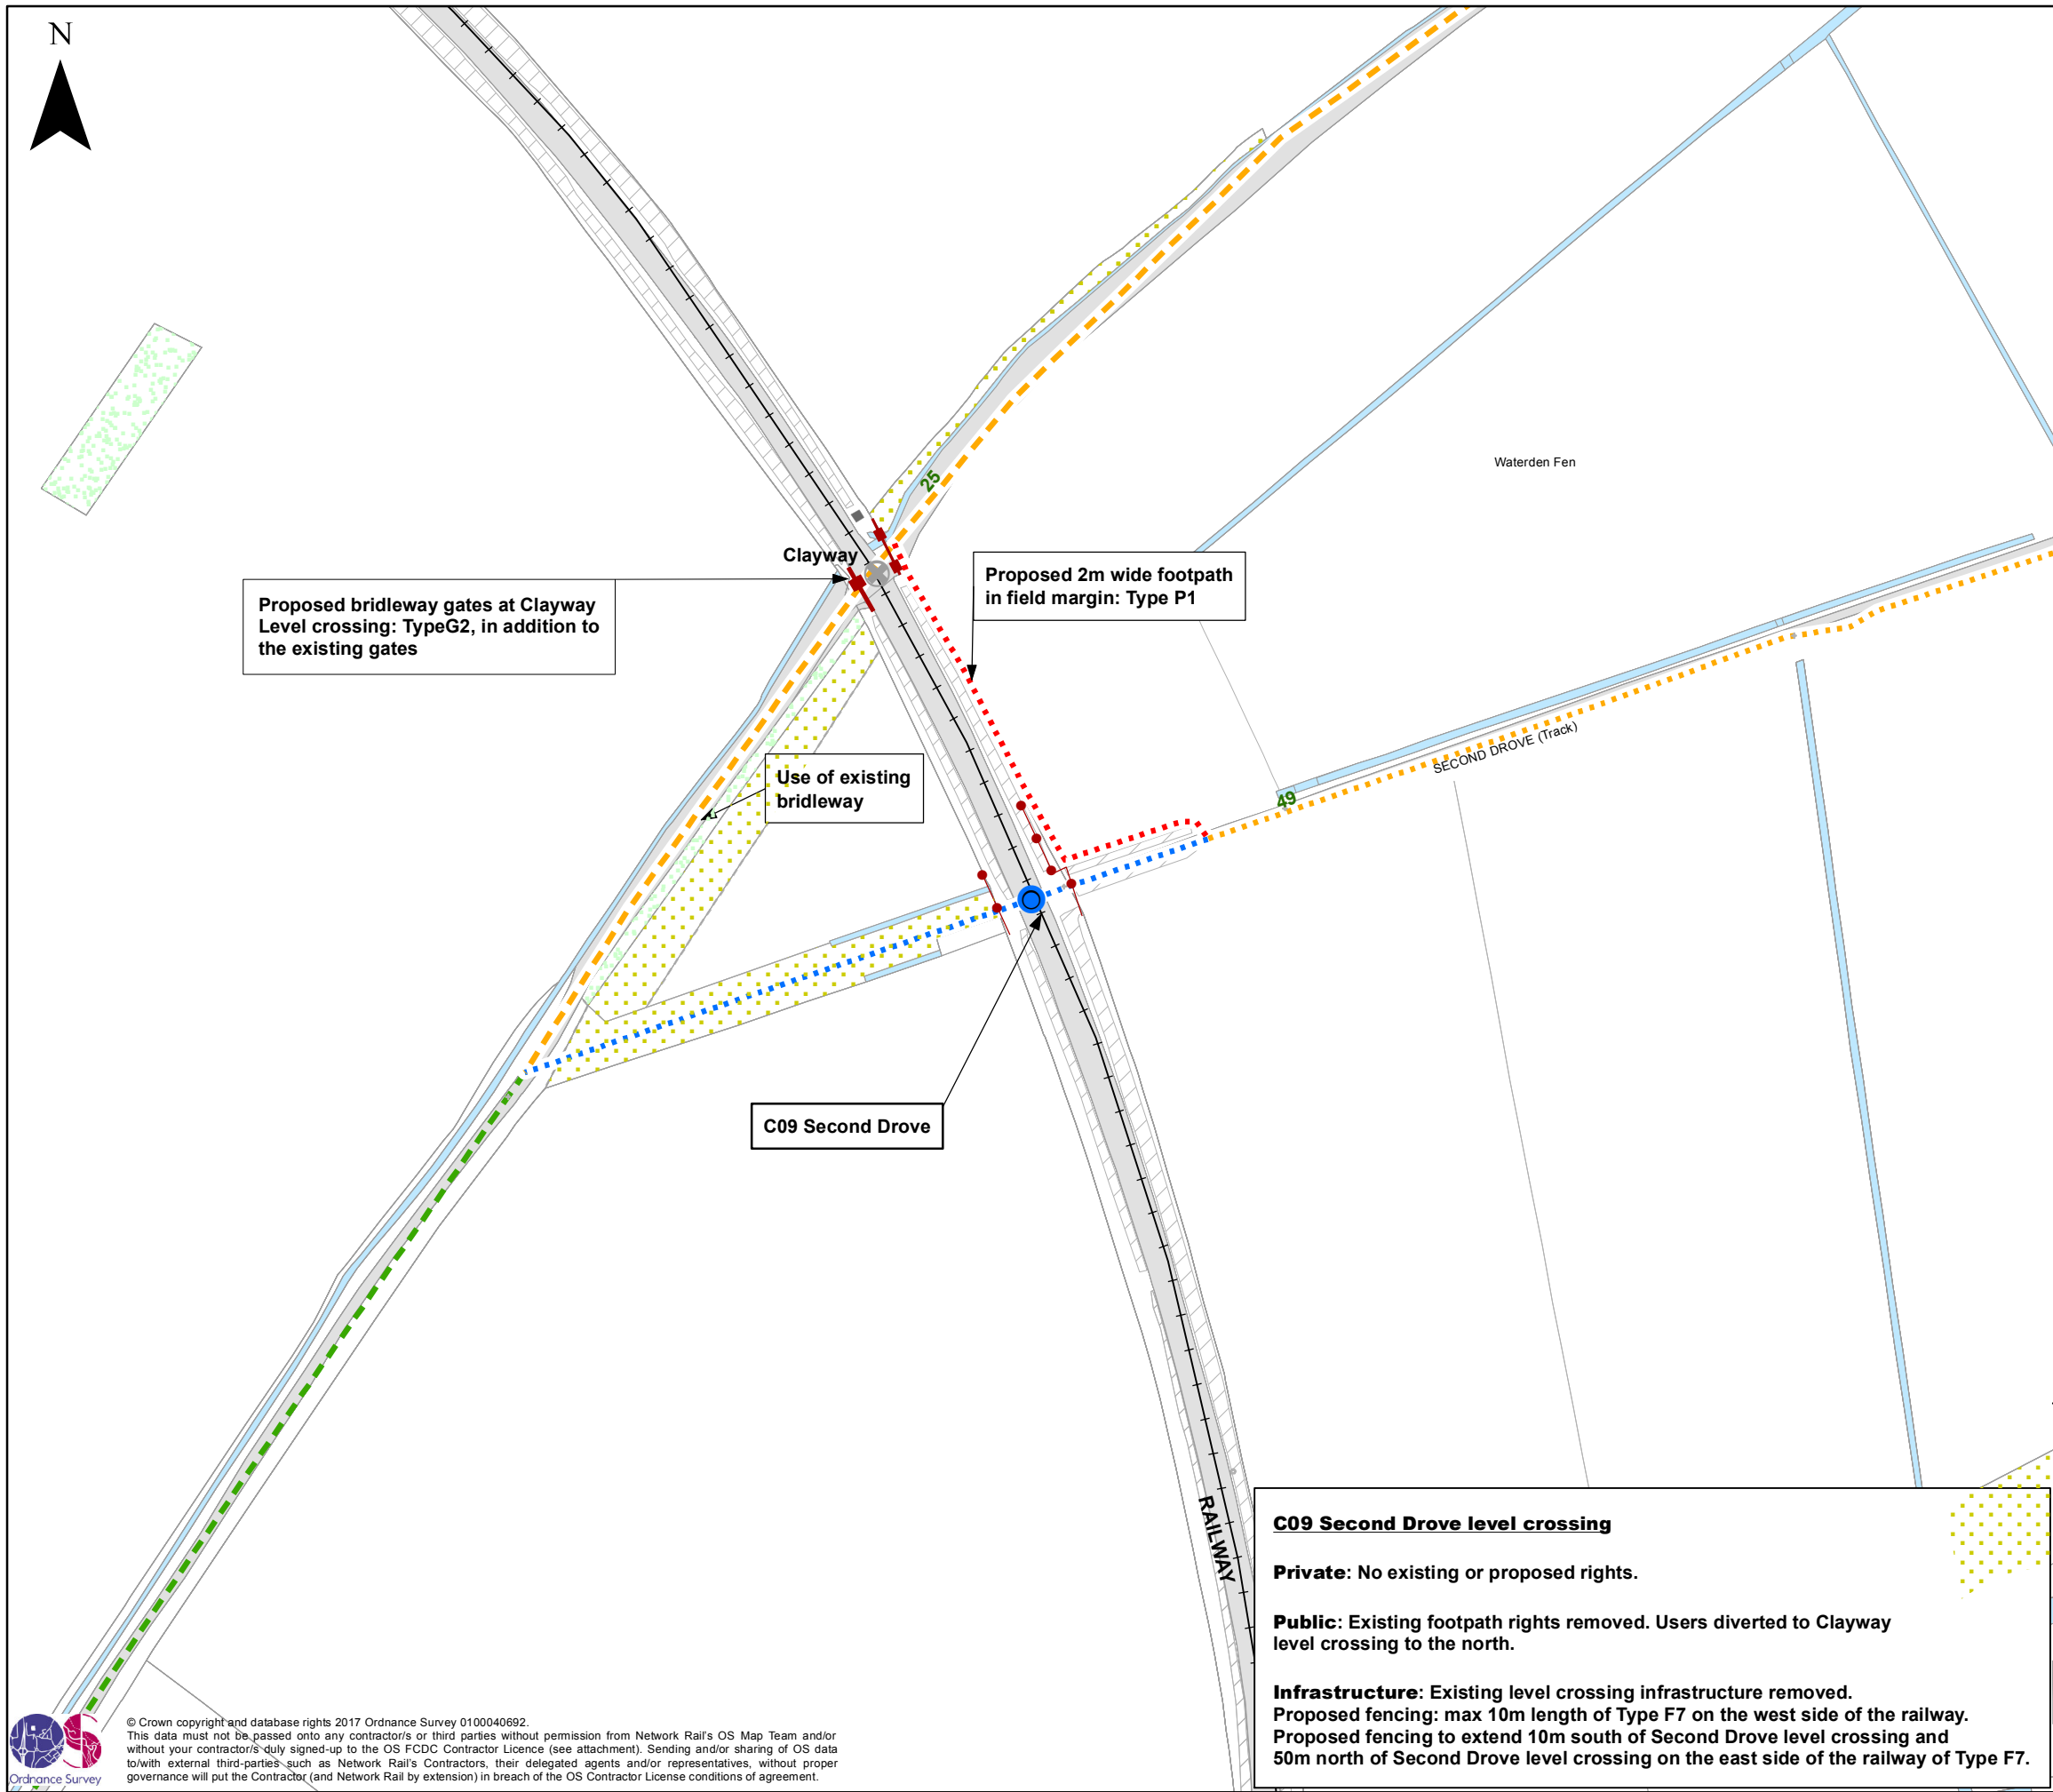 N
25
Waterden Fen
Clayway
Proposed 2m wide footpath
in field margin: Type P1
Proposed bridleway gates at Clayway
Level crossing: TypeG2, in addition to
the existing gates
SECOND DROVE (Track)
Use of existing
bridleway
49
C09 Second Drove
RAILWAY
C09 Second Drove level crossing
Private: No existing or proposed rights.
Public: Existing footpath rights removed. Users diverted to Clayway
level crossing to the north.
Infrastructure: Existing level crossing infrastructure removed.
Proposed fencing: max 10m length of Type F7 on the west side of the railway.
Proposed fencing to extend 10m south of Second Drove level crossing and
50m north of Second Drove level crossing on the east side of the railway of Type F7.
Ordnance Survey
© Crown copyright and database rights 2017 Ordnance Survey 0100040692.
This data must not be passed onto any contractor/s or third parties without permission from Network Rail's OS Map Team and/or
without your contractor/s duly signed-up to the OS FCDC Contractor Licence (see attachment). Sending and/or sharing of OS data
to/with external third-parties such as Network Rail's Contractors, their delegated agents and/or representatives, without proper
governance will put the Contractor (and Network Rail by extension) in breach of the OS Contractor License conditions of agreement.